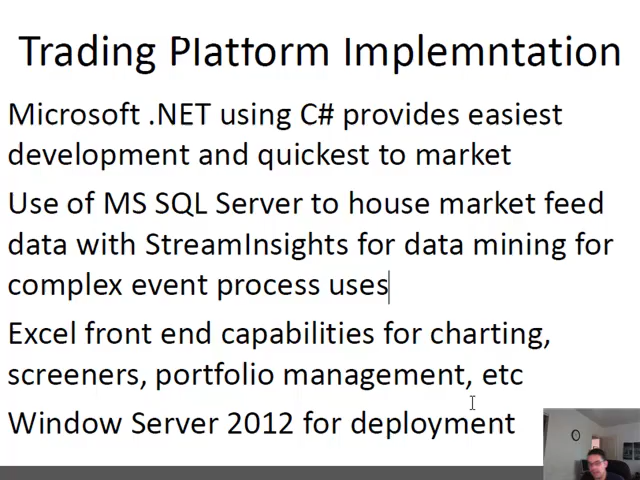 Trading Platform Implemntation
Microsoft .NET using C# provides easiest
development and quickest to market
Use of MS SQL Server to house market feed
data with StreamInsights for data mining for
complex event process uses
Excel front end capabilities for charting,
screeners, portfolio management, etc
Window Server 2012 for deployment